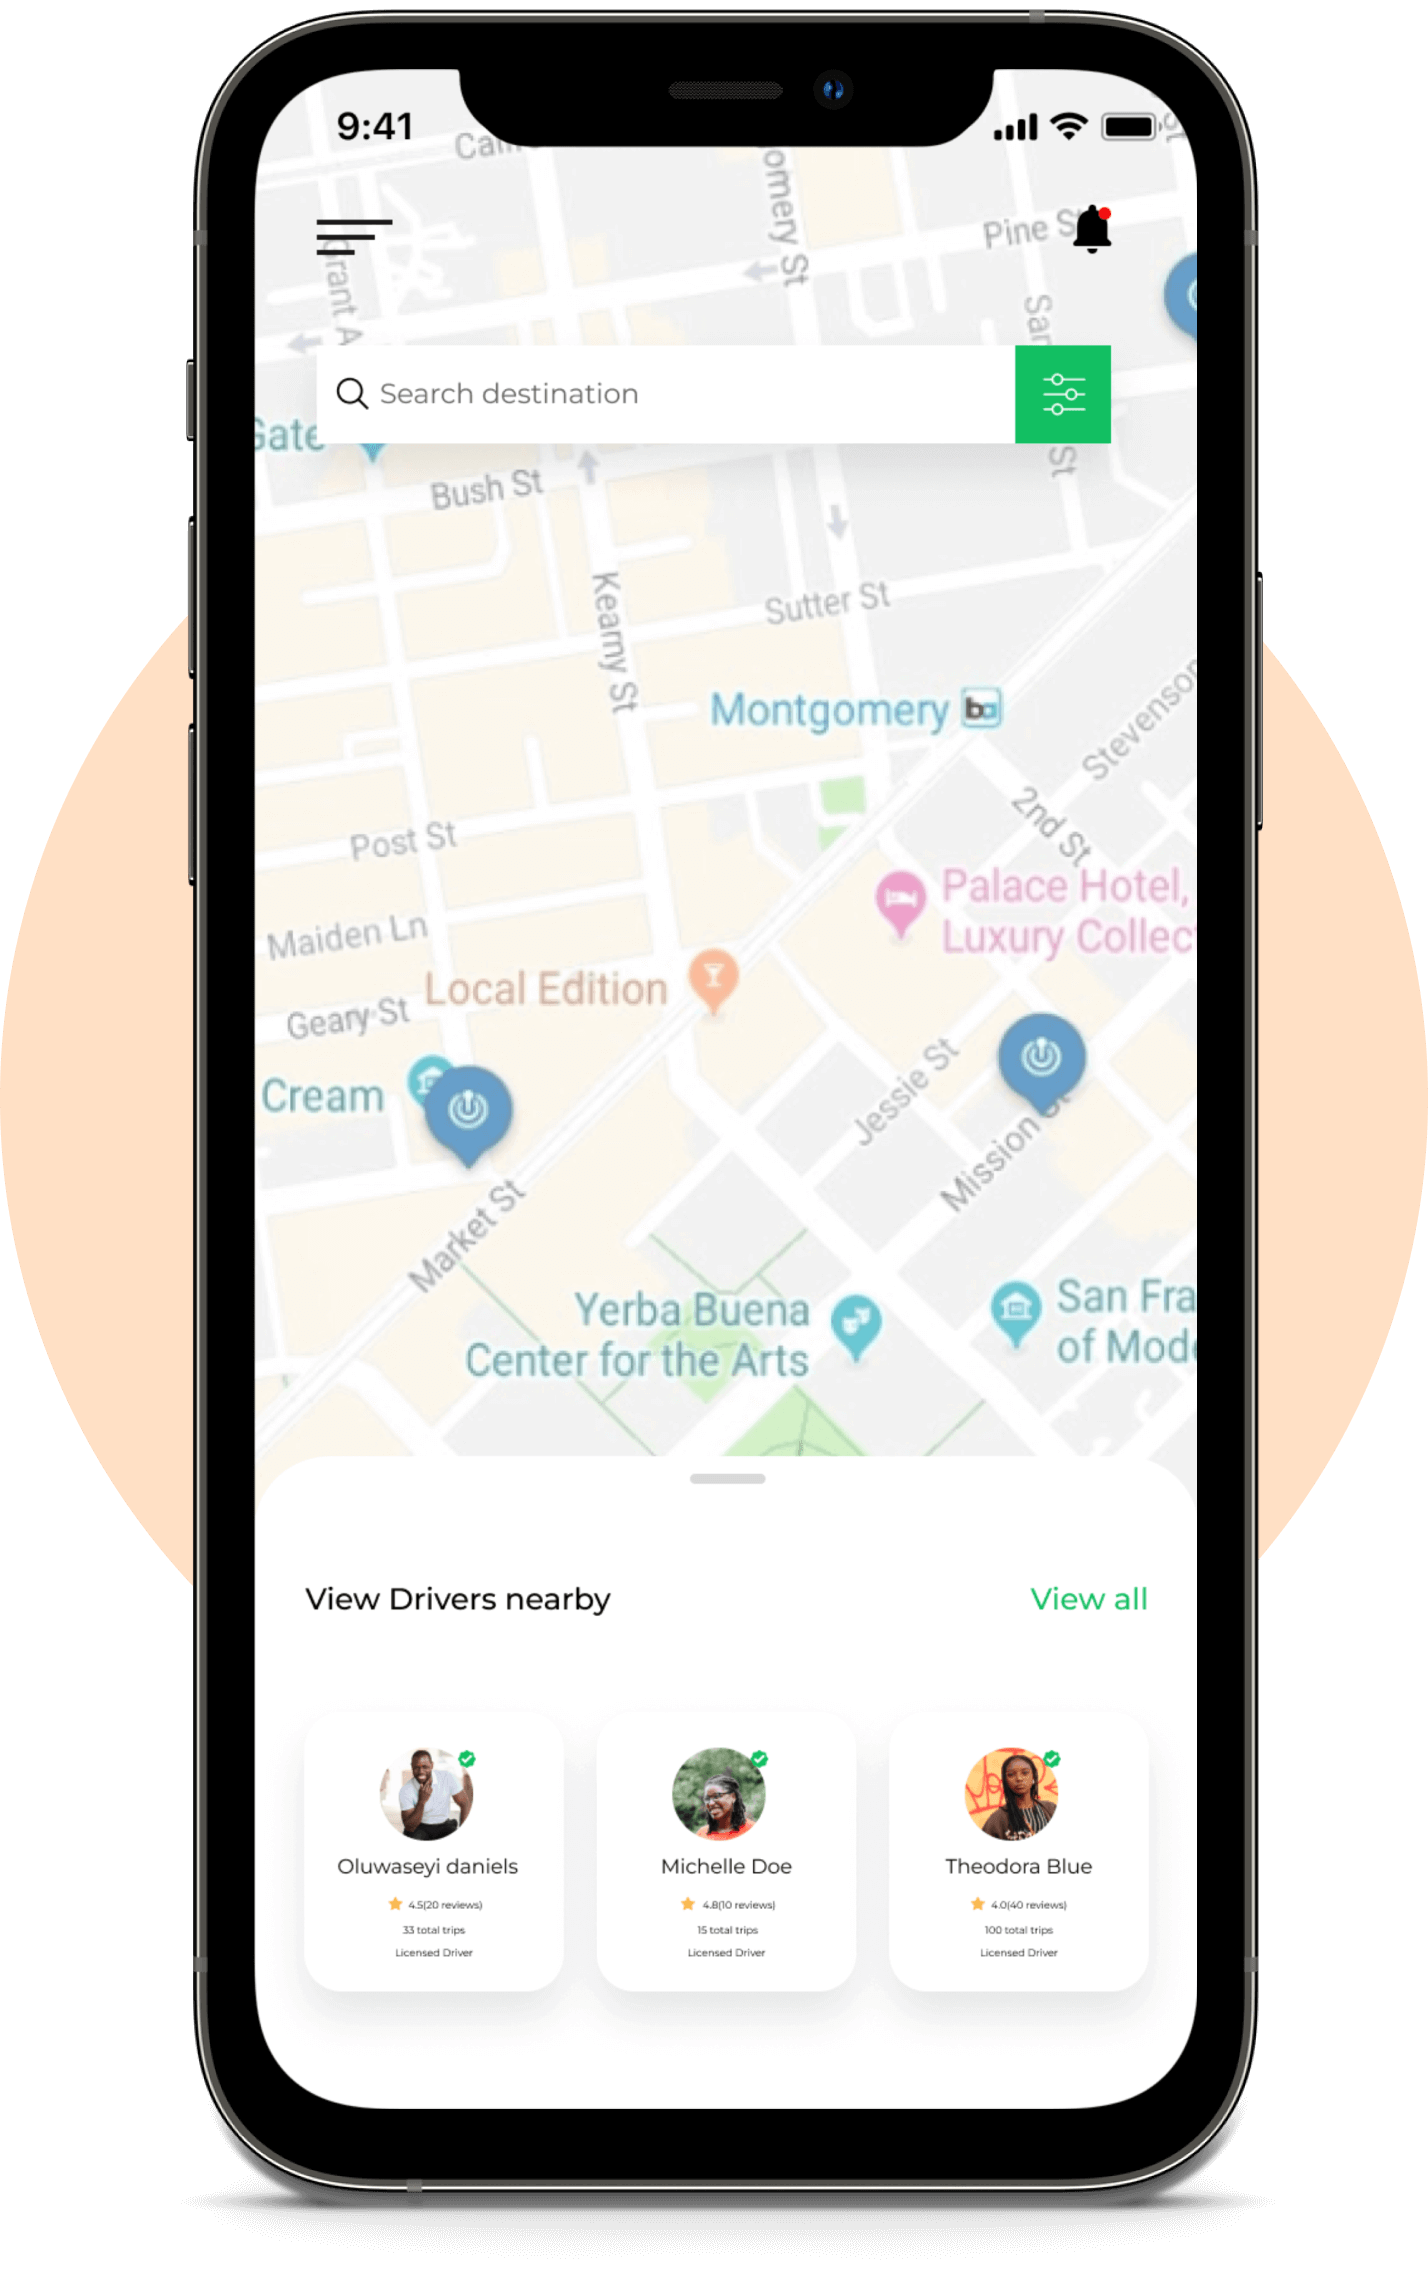 9:41
Pine St
omery St
Grant A
San
Search destination
Gate
St
Bush St
Kearny St
Sutter St
Montgomery
Stevenson
2nd St
Post St
Palace Hotel,
Luxury Collec
Maiden Ln
Local Edition
Geary St
Cream
Jessie St
Mission St
Market St
Yerba Buena
Center for the Arts
San Fra
of Mode
View Drivers nearby
View all
Oluwaseyi daniels
4.5(20 reviews)
33 total trips
Licensed Driver
Michelle Doe
4.8(10 reviews)
15 total trips
Licensed Driver
Theodora Blue
4.0(40 reviews)
100 total trips
Licensed Driver